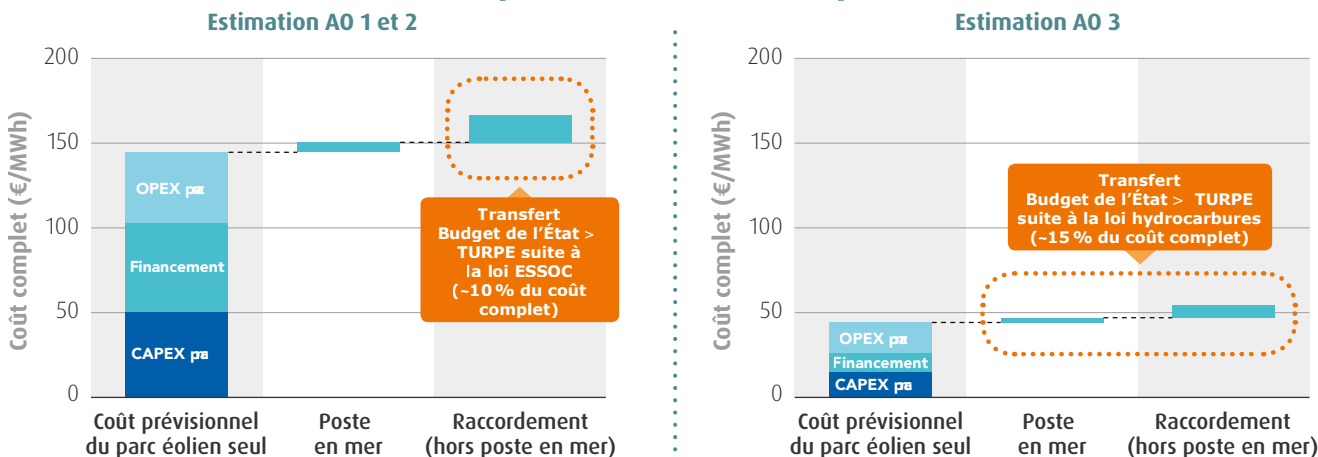 Estimation AO 1 et 2
Coût complet (€/MWh)
200
150
100
50
0
OPEX
Financement
CAPEX
Transfert
Budget de l'État >
TURPE suite à
la loi ESSOC
(~10 % du coût
complet)
Coût prévisionnel
du parc éolien seul
Poste
en mer
Raccordement
(hors poste en mer)
Estimation AO 3
Coût complet (€/MWh)
200
150
100
50
0
OPEX
Financement
CAPEX
Transfert
Budget de l'État > TURPE
suite à la loi hydrocarbures
(~15 % du coût complet)
Coût prévisionnel
du parc éolien seul
Poste
en mer
Raccordement
(hors poste en mer)